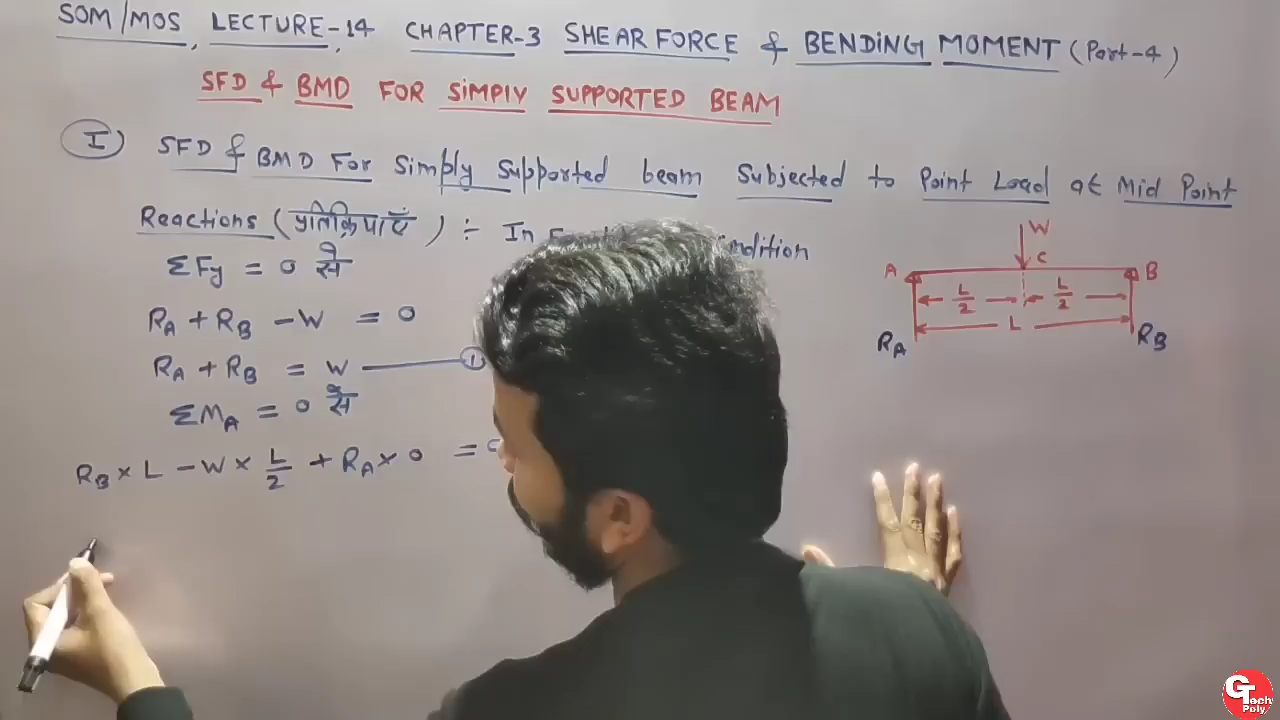 SOM/MOS, LECTURE-14, CHAPTER-3 SHEAR FORCE & BENDING MOMENT (Part-4)
SFD & BMD FOR SIMPLY SUPPORTED BEAM
I) SFD & BMD For Simply Supported beam Subjected to Point Load at Mid Point
Reactions (प्रतिक्रियाएँ) ÷ In
ΣFy = 0 से
RA + RB - W = 0
RA + RB = W 1
ΣMA = 0 से
RB × L - W × L/2 + RA × 0 =
W
A C B
L/2 L/2
L
RA RB
G Tech Poly